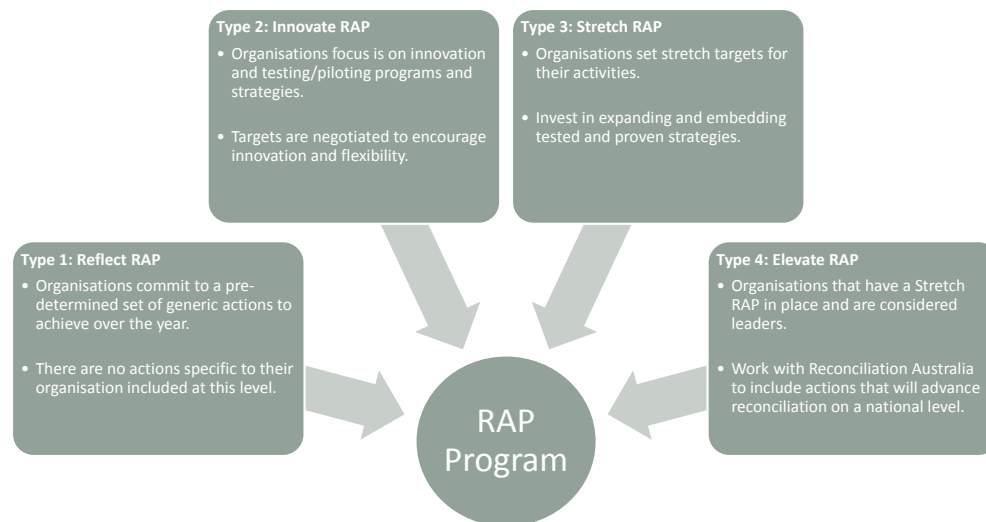 Type 1: Reflect RAP
• Organisations commit to a pre-
determined set of generic actions to
achieve over the year.
• There are no actions specific to their
organisation included at this level.
Type 2: Innovate RAP
• Organisations focus is on innovation
and testing/piloting programs and
strategies.
• Targets are negotiated to encourage
innovation and flexibility.
Type 3: Stretch RAP
• Organisations set stretch targets for
their activities.
• Invest in expanding and embedding
tested and proven strategies.
Type 4: Elevate RAP
• Organisations that have a Stretch
RAP in place and are considered
leaders.
• Work with Reconciliation Australia
to include actions that will advance
reconciliation on a national level.
RAP
Program